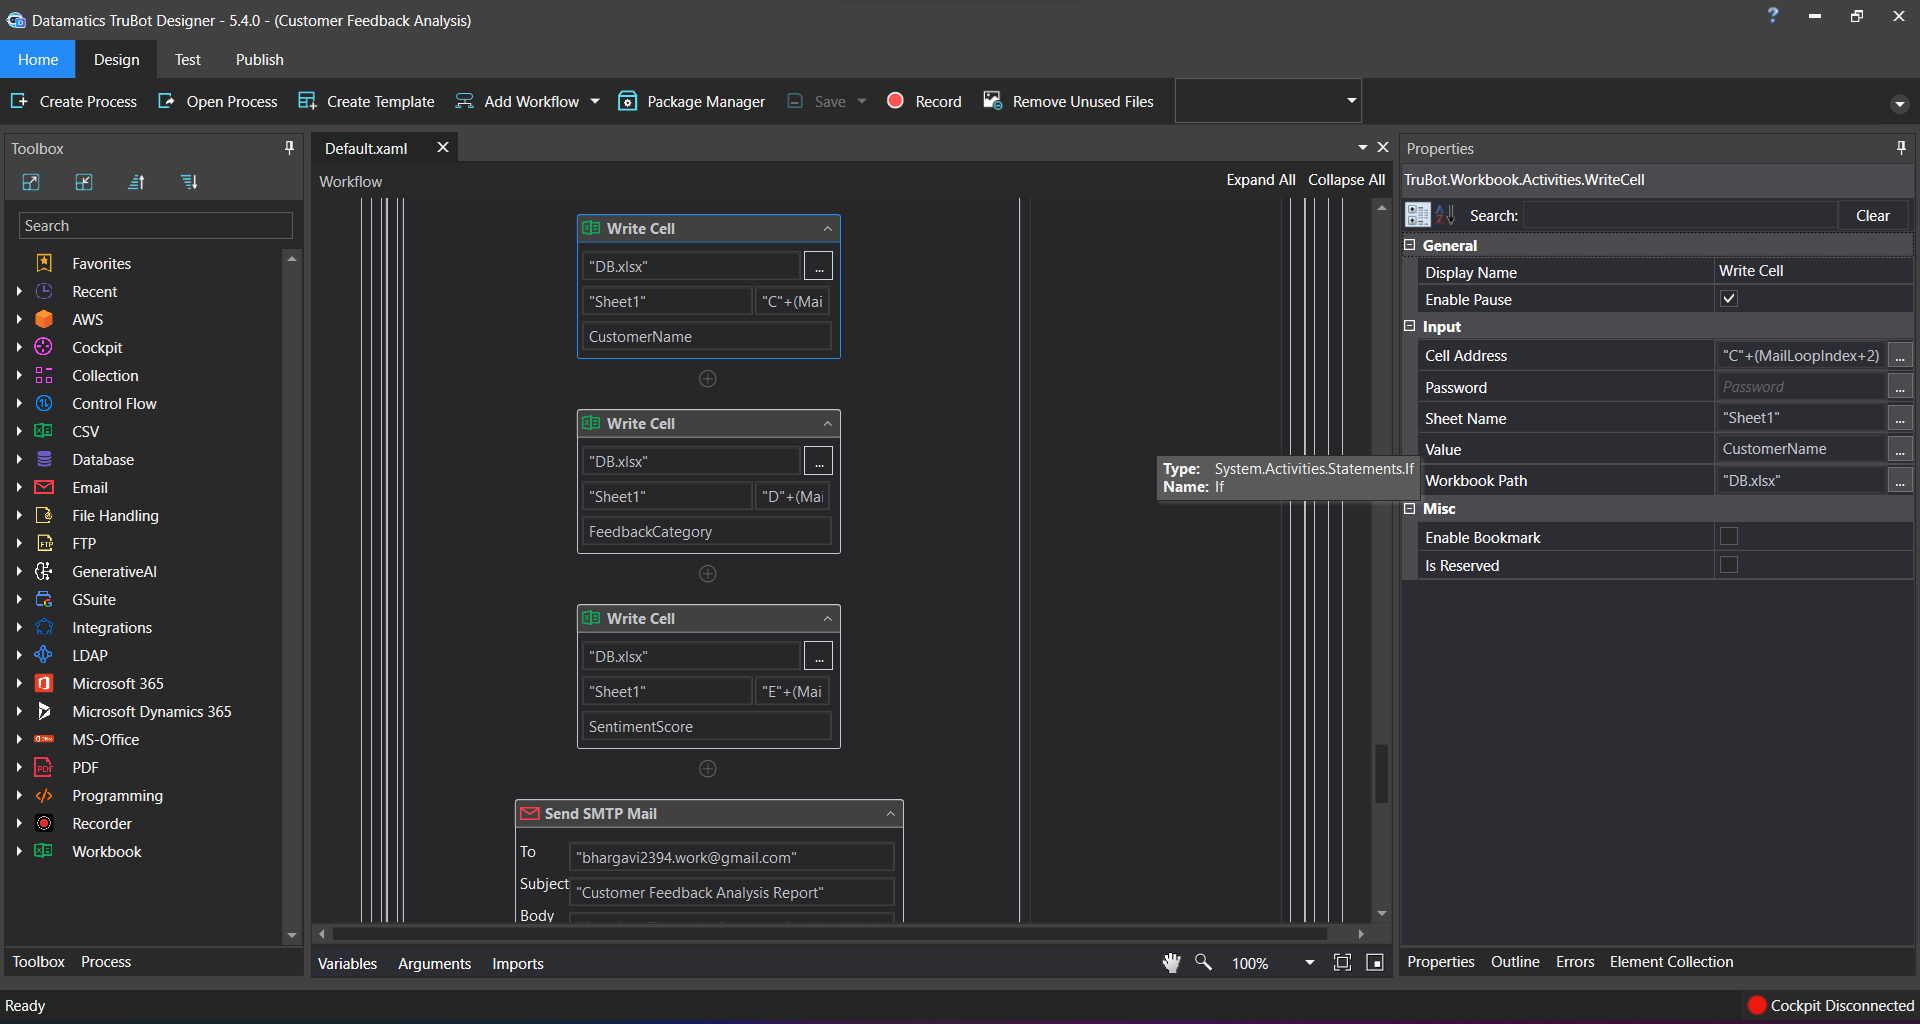 Datamatics TruBot Designer - 5.4.0 - (Customer Feedback Analysis)
?
Home Design Test Publish
Create Process Open Process Create Template Add Workflow Package Manager Save Record Remove Unused Files
Toolbox
Search
Favorites
Recent
AWS
Cockpit
Collection
Control Flow
CSV
Database
Email
File Handling
FTP
GenerativeAI
GSuite
Integrations
LDAP
Microsoft 365
Microsoft Dynamics 365
MS-Office
PDF
Programming
Recorder
Workbook
Toolbox Process
Default.xaml
Workflow Expand All Collapse All
Write Cell
"DB.xlsx" ...
"Sheet1" "C"+(Mai
CustomerName
Write Cell
"DB.xlsx" ...
"Sheet1" "D"+(Mai
FeedbackCategory
Write Cell
"DB.xlsx" ...
"Sheet1" "E"+(Mai
SentimentScore
Send SMTP Mail
To "bhargavi2394.work@gmail.com"
Subject "Customer Feedback Analysis Report"
Body
Type: System.Activities.Statements.If
Name: If
Variables Arguments Imports 100%
Properties
TruBot.Workbook.Activities.WriteCell
Search: Clear
General
Display Name Write Cell
Enable Pause
Input
Cell Address "C"+(MailLoopIndex+2) ...
Password Password ...
Sheet Name "Sheet1" ...
Value CustomerName ...
Workbook Path "DB.xlsx" ...
Misc
Enable Bookmark
Is Reserved
Properties Outline Errors Element Collection
Ready Cockpit Disconnected